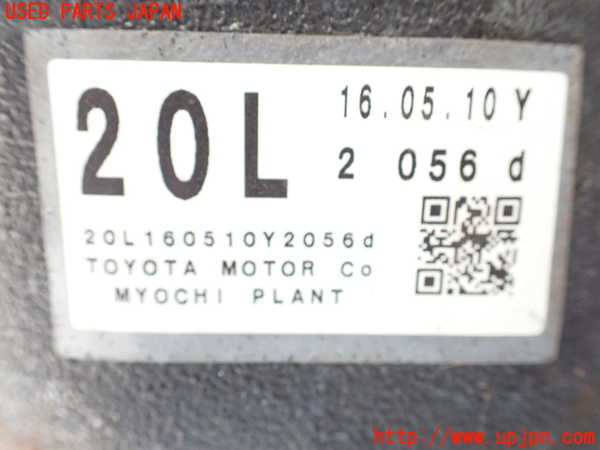 USED PARTS JAPAN
20L
16.05.10 Y
2 056 d
20L160510Y2056d
TOYOTA MOTOR Co
MYOCHI PLANT
http://www.upjpn.com/